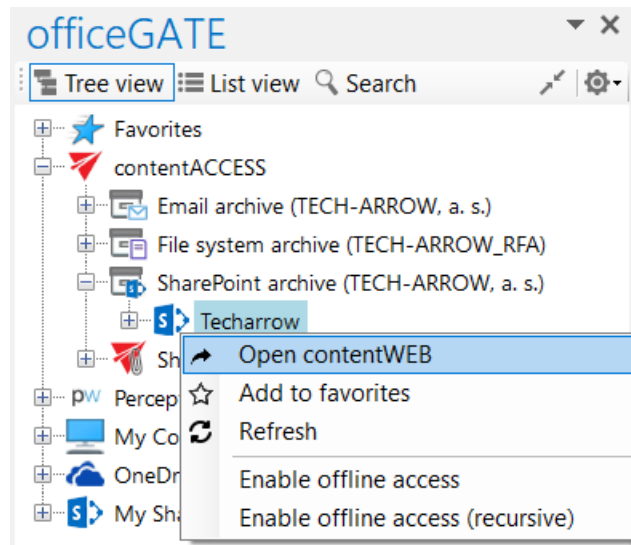 officeGATE
Tree view List view Search
Favorites
contentACCESS
Email archive (TECH-ARROW, a. s.)
File system archive (TECH-ARROW_RFA)
SharePoint archive (TECH-ARROW, a. s.)
Techarrow
Open contentWEB
Add to favorites
Refresh
Enable offline access
Enable offline access (recursive)